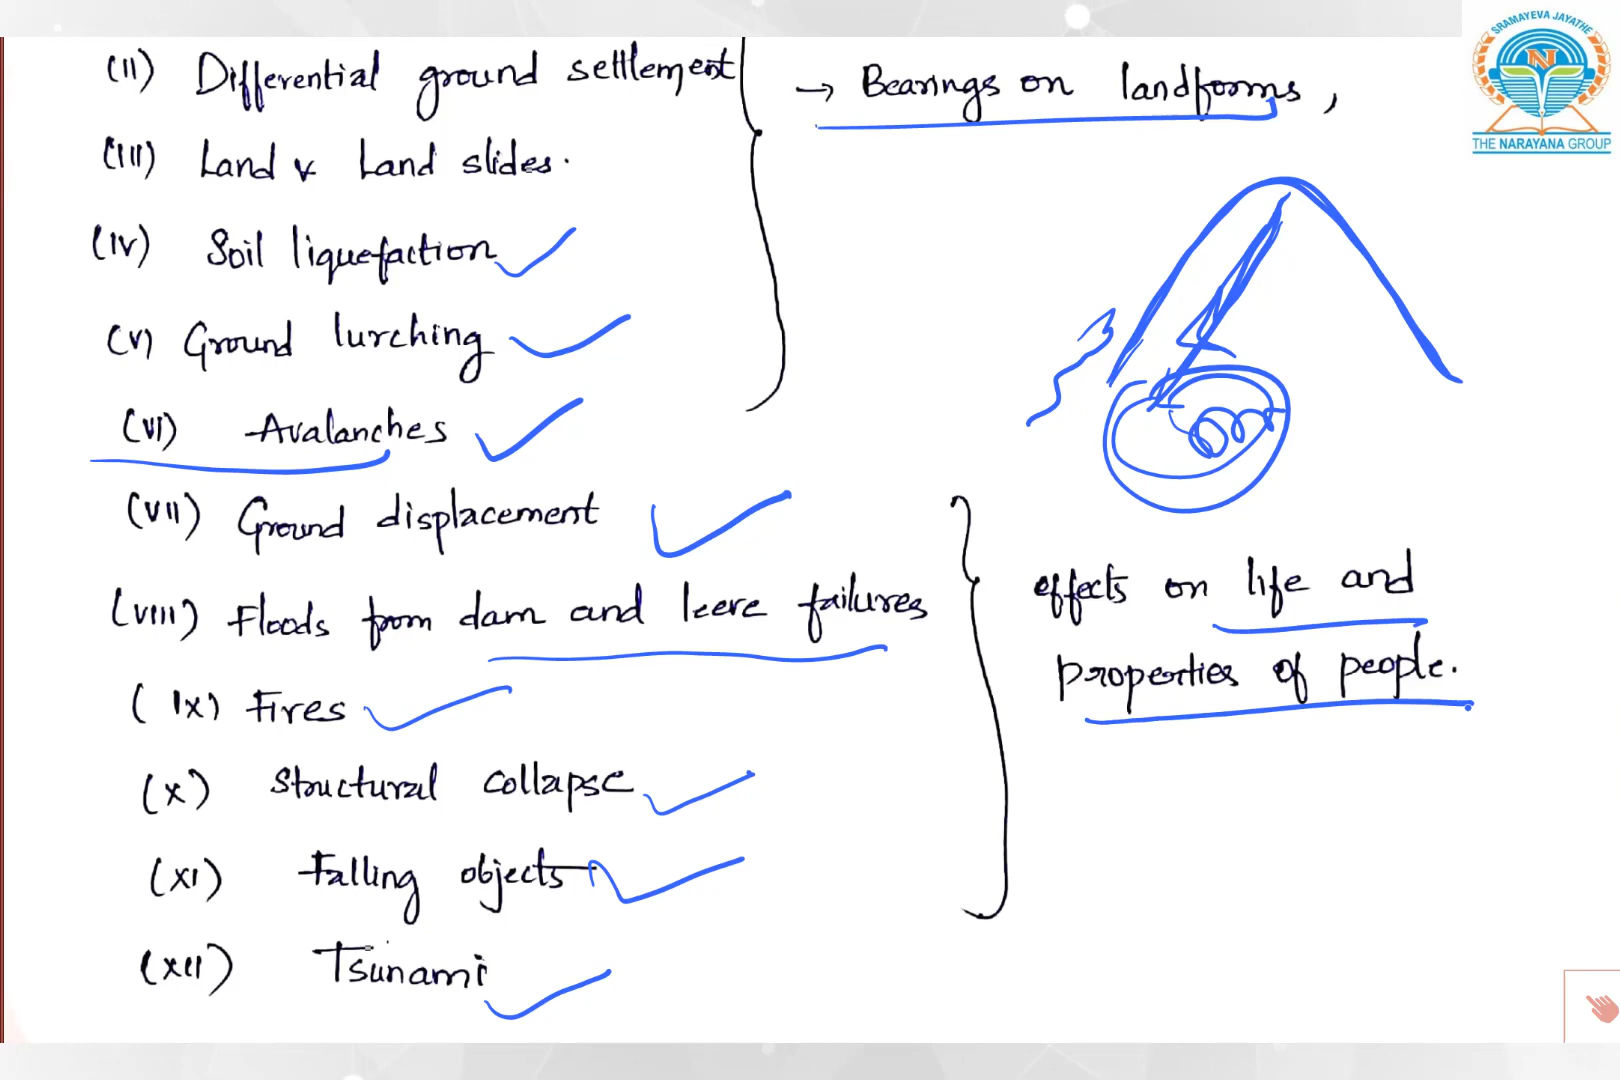 (II) Differential ground settlement
→ Bearings on landforms,
(III) Land & Land slides.
(IV) Soil liquefaction
(V) Ground lurching
(VI) Avalanches
(VII) Ground displacement
(VIII) Floods from dam and leeve failures
effects on life and
properties of people.
(IX) Fires
(X) Structural collapse
(XI) Falling objects
(XII) Tsunami
SRAMAYEVA JAYATHE
N
THE NARAYANA GROUP